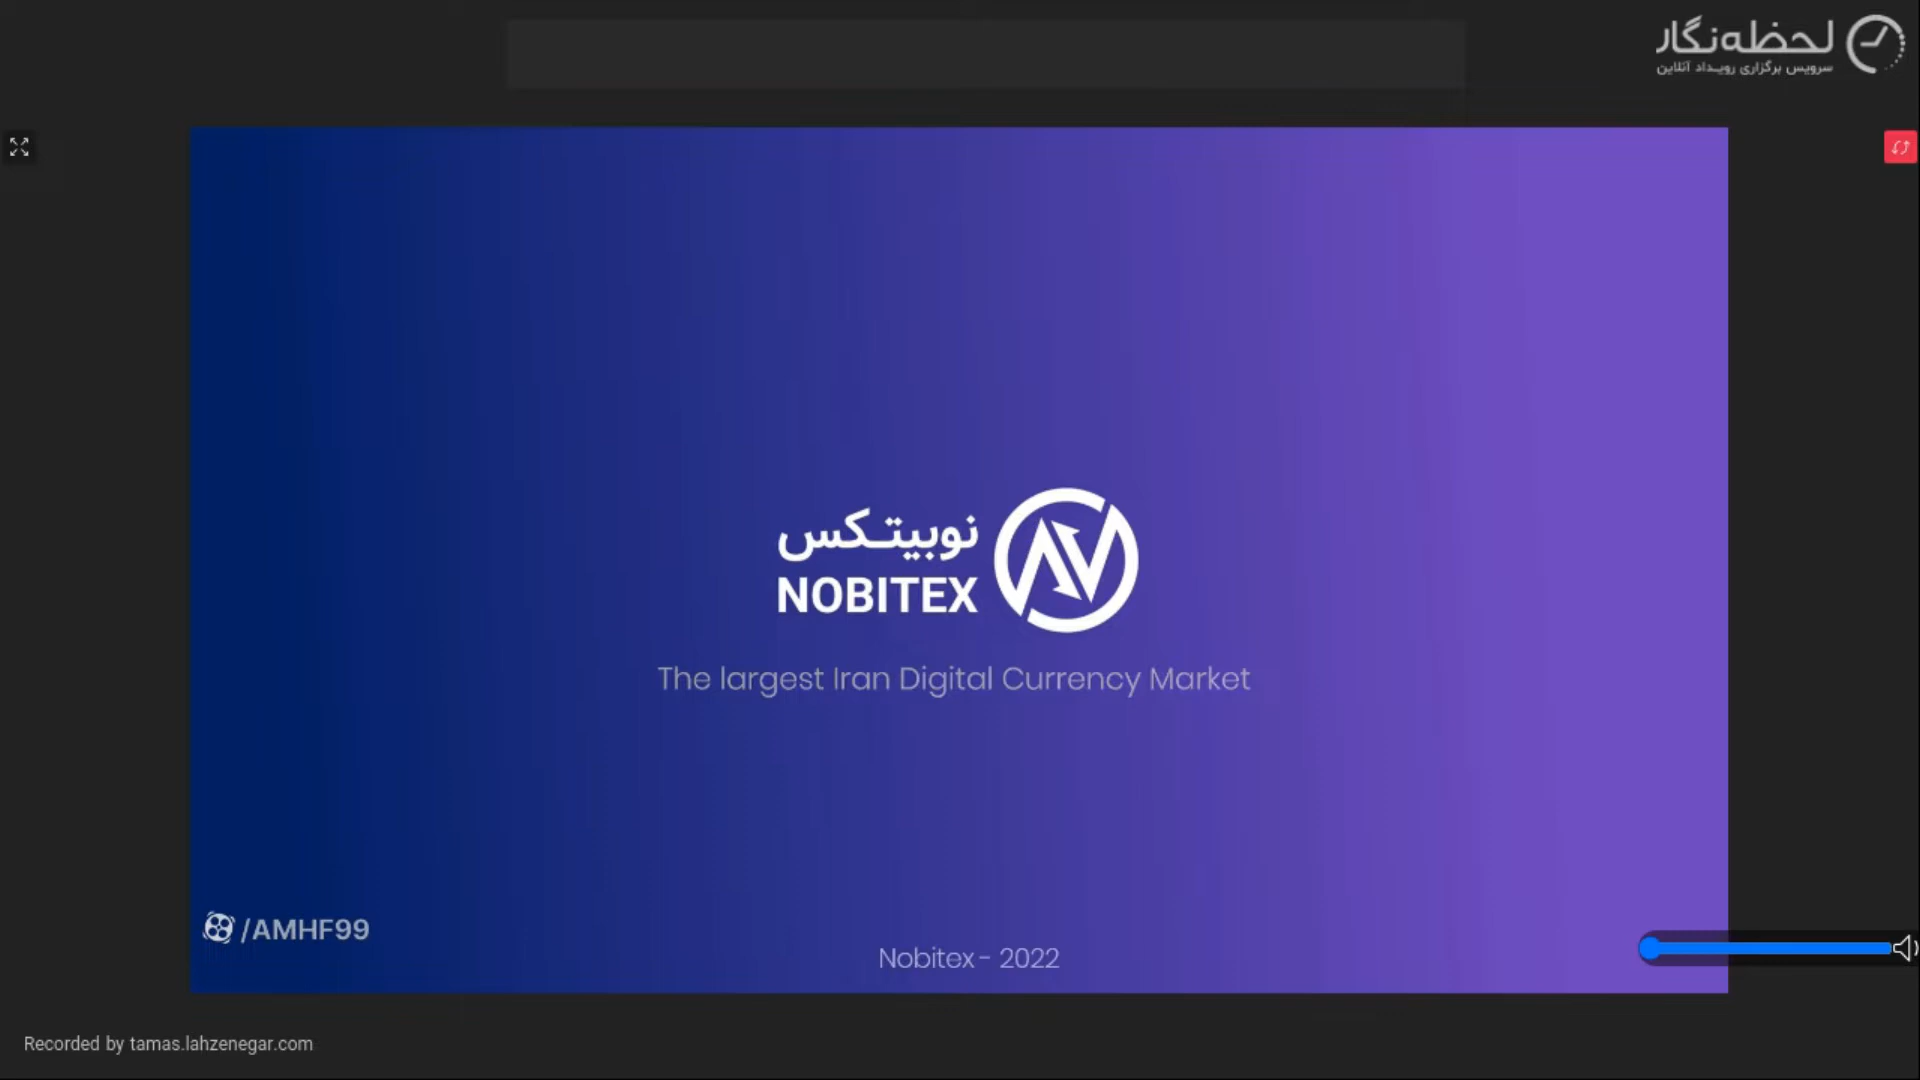 لحظه‌نگار
سرویس برگزاری رویداد آنلاین
نوبیتکس
NOBITEX
The largest Iran Digital Currency Market
/AMHF99
Nobitex - 2022
Recorded by tamas.lahzenegar.com